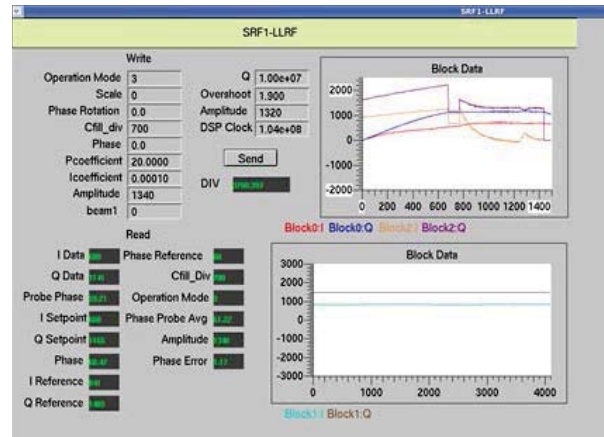 SRF1-LLRF
SRF1-LLRF
Write
Operation Mode 3
Scale 0
Phase Rotation 0.0
Cfill_div 700
Phase 0.0
Pcoefficient 20.0000
Icoefficient 0.00010
Amplitude 1340
beam1 0
Q 1.00e+07
Overshoot 1.900
Amplitude 1320
DSP Clock 1.04e+08
Send
DIV
Block Data
2000
1000
0
-1000
-2000
0 200 400 600 800 1000 1200 1400
Block0:I Block0:Q Block2:I Block2:Q
Read
I Data
Q Data
Probe Phase
I Setpoint
Q Setpoint
Phase
I Reference
Q Reference
Phase Reference
Cfill_Div
Operation Mode
Phase Probe Avg
Amplitude
Phase Error
Block Data
3000
2000
1000
0
-1000
-2000
-3000
0 1000 2000 3000 4000
Block1:I Block1:Q